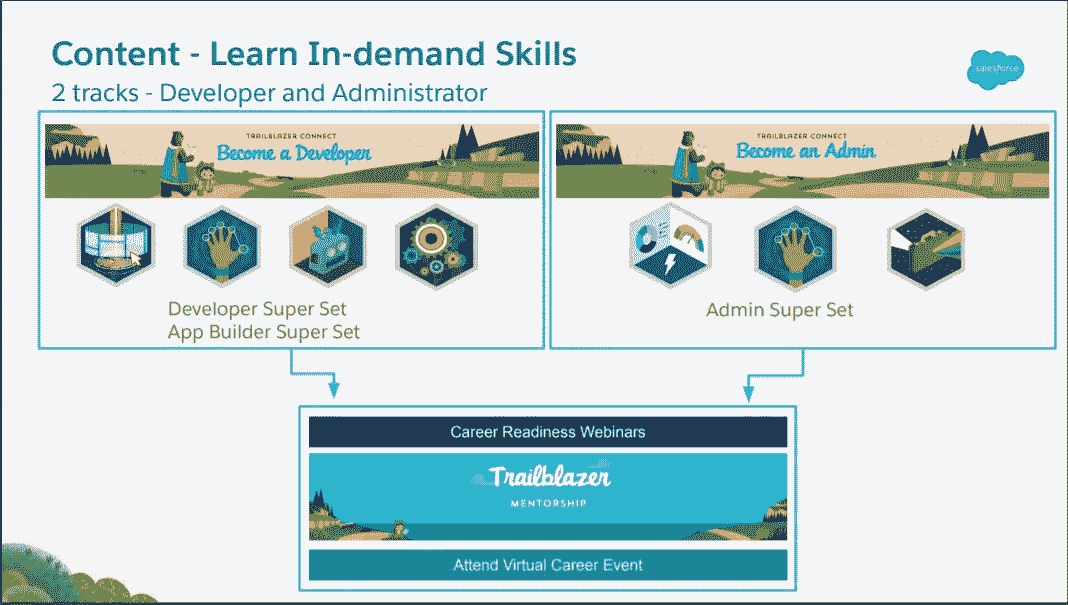 Content - Learn In-demand Skills
2 tracks - Developer and Administrator
salesforce
TRAILBLAZER CONNECT
Become a Developer
TRAILBLAZER CONNECT
Become an Admin
Developer Super Set
App Builder Super Set
Admin Super Set
Career Readiness Webinars
Trailblazer
MENTORSHIP
Attend Virtual Career Event